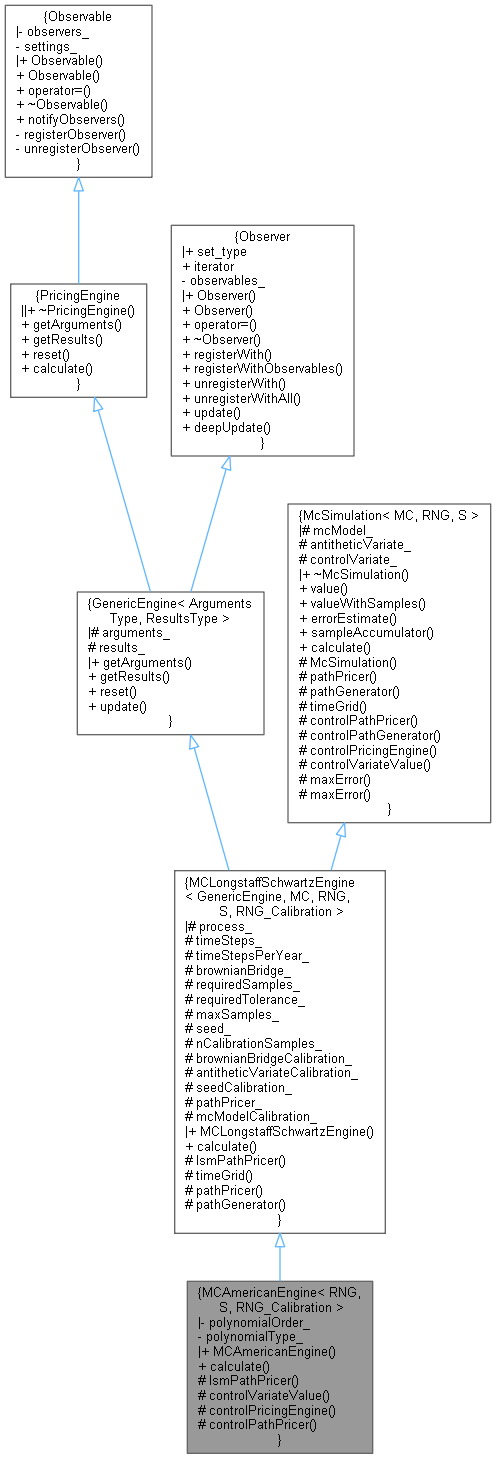 {Observable
|- observers_
- settings_
|+ Observable()
+ Observable()
+ operator=()
+ ~Observable()
+ notifyObservers()
- registerObserver()
- unregisterObserver()
}
{Observer
|+ set_type
+ iterator
- observables_
|+ Observer()
+ Observer()
+ operator=()
+ ~Observer()
+ registerWith()
+ registerWithObservables()
+ unregisterWith()
+ unregisterWithAll()
+ update()
+ deepUpdate()
}
{PricingEngine
||+ ~PricingEngine()
+ getArguments()
+ getResults()
+ reset()
+ calculate()
}
{McSimulation< MC, RNG, S >
|# mcModel_
# antitheticVariate_
# controlVariate_
|+ ~McSimulation()
+ value()
+ valueWithSamples()
+ errorEstimate()
+ sampleAccumulator()
+ calculate()
# McSimulation()
# pathPricer()
# pathGenerator()
# timeGrid()
# controlPathPricer()
# controlPathGenerator()
# controlPricingEngine()
# controlVariateValue()
# maxError()
# maxError()
}
{GenericEngine< Arguments
Type, ResultsType >
|# arguments_
# results_
|+ getArguments()
+ getResults()
+ reset()
+ update()
}
{MCLongstaffSchwartzEngine
< GenericEngine, MC, RNG,
S, RNG_Calibration >
|# process_
# timeSteps_
# timeStepsPerYear_
# brownianBridge_
# requiredSamples_
# requiredTolerance_
# maxSamples_
# seed_
# nCalibrationSamples_
# brownianBridgeCalibration_
# antitheticVariateCalibration_
# seedCalibration_
# pathPricer_
# mcModelCalibration_
|+ MCLongstaffSchwartzEngine()
+ calculate()
# lsmPathPricer()
# timeGrid()
# pathPricer()
# pathGenerator()
}
{MCAmericanEngine< RNG,
S, RNG_Calibration >
|- polynomialOrder_
- polynomialType_
|+ MCAmericanEngine()
+ calculate()
# lsmPathPricer()
# controlVariateValue()
# controlPricingEngine()
# controlPathPricer()
}